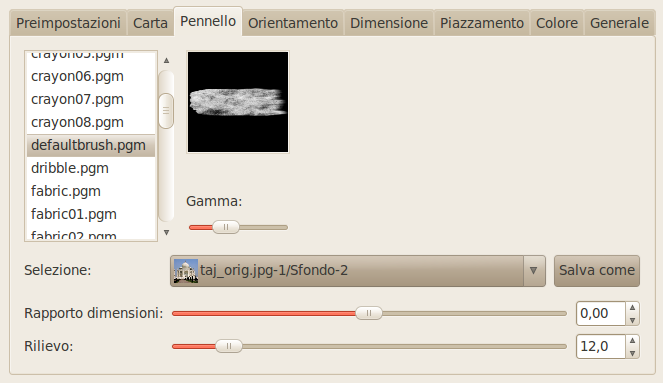 Preimpostazioni Carta Pennello Orientamento Dimensione Piazzamento Colore Generale
crayon05.pgm
crayon06.pgm
crayon07.pgm
crayon08.pgm
defaultbrush.pgm
dribble.pgm
fabric.pgm
fabric01.pgm
fabric02.pgm
Gamma:
Selezione: taj_orig.jpg-1/Sfondo-2 Salva come
Rapporto dimensioni: 0,00
Rilievo: 12,0